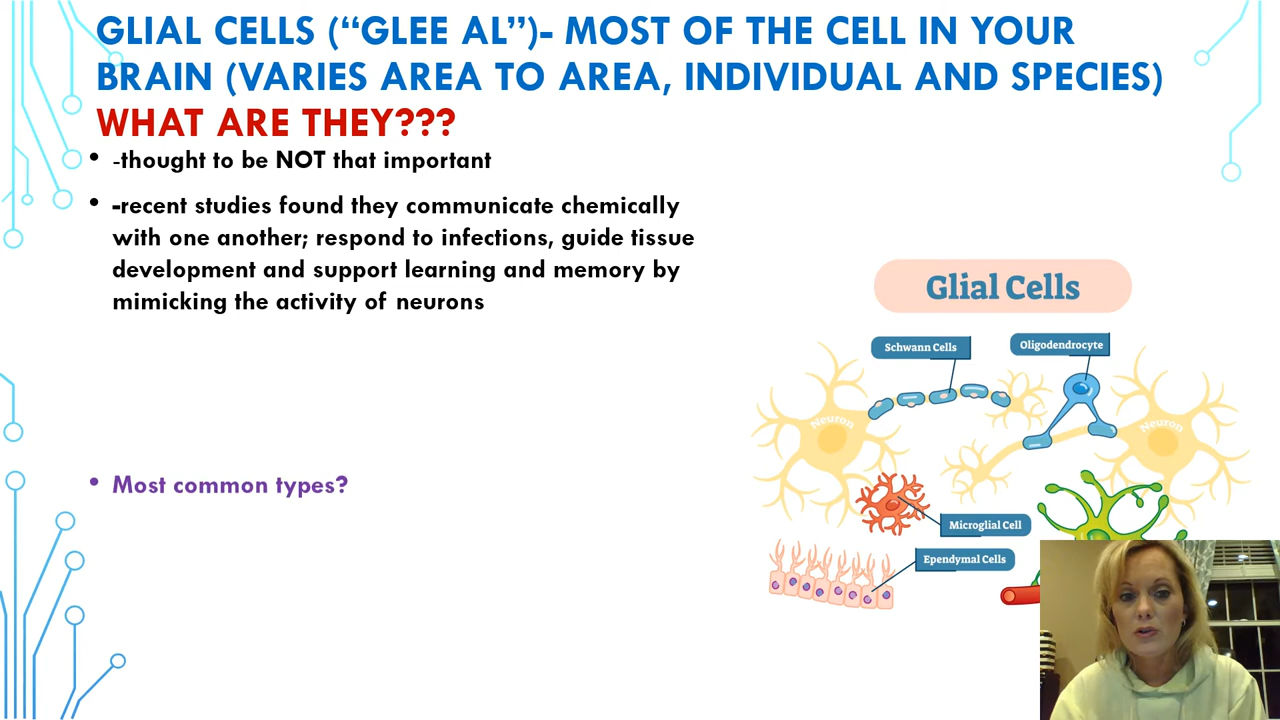 GLIAL CELLS (“GLEE AL”)- MOST OF THE CELL IN YOUR
BRAIN (VARIES AREA TO AREA, INDIVIDUAL AND SPECIES)
WHAT ARE THEY???
• -thought to be NOT that important
• -recent studies found they communicate chemically
with one another; respond to infections, guide tissue
development and support learning and memory by
mimicking the activity of neurons
• Most common types?
Glial Cells
Schwann Cells
Oligodendrocyte
Neuron
Neuron
Microglial Cell
Ependymal Cells